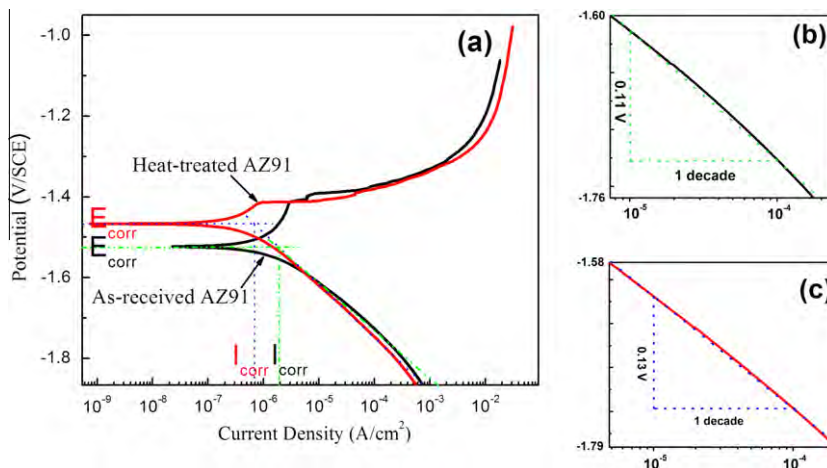 (a)
Potential (V/SCE)
-1.0
-1.2
-1.4
-1.6
-1.8
Heat-treated AZ91
E corr
E corr
As-received AZ91
I corr I corr
10⁻⁹ 10⁻⁸ 10⁻⁷ 10⁻⁶ 10⁻⁵ 10⁻⁴ 10⁻³ 10⁻²
Current Density (A/cm²)
(b)
-1.60
0.11 V
1 decade
-1.76
10⁻⁵ 10⁻⁴
(c)
-1.58
0.13 V
1 decade
-1.79
10⁻⁵ 10⁻⁴